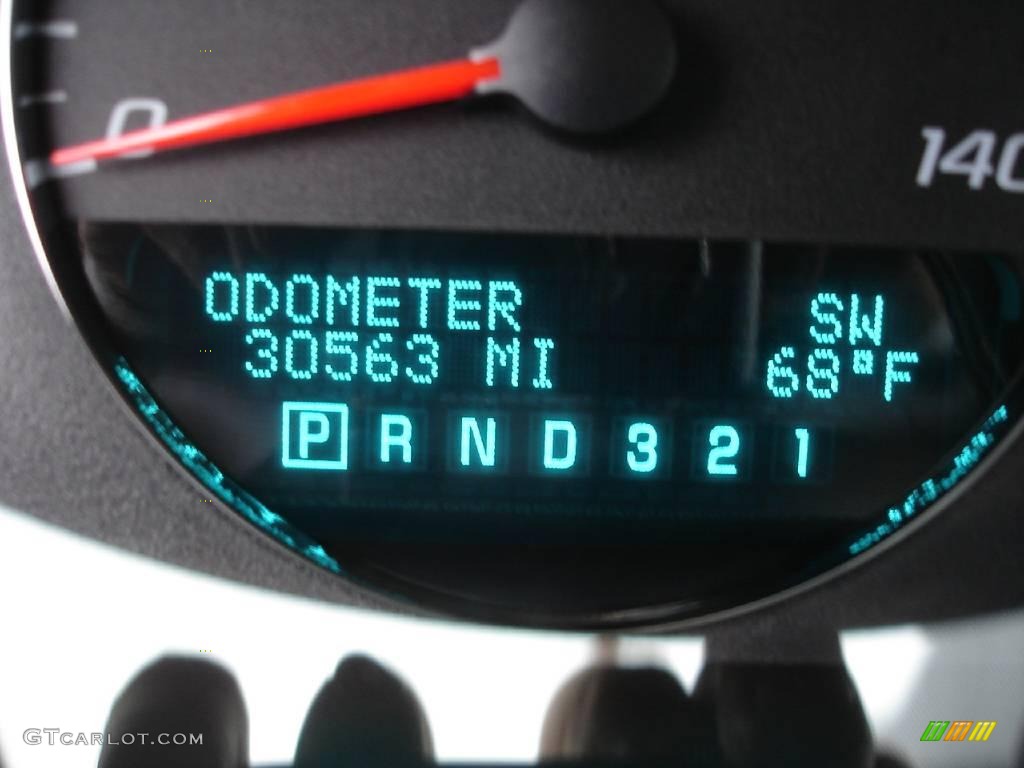 0
140
ODOMETER SW
30563 MI 68°F
P R N D 3 2 1
GTCARLOT.COM